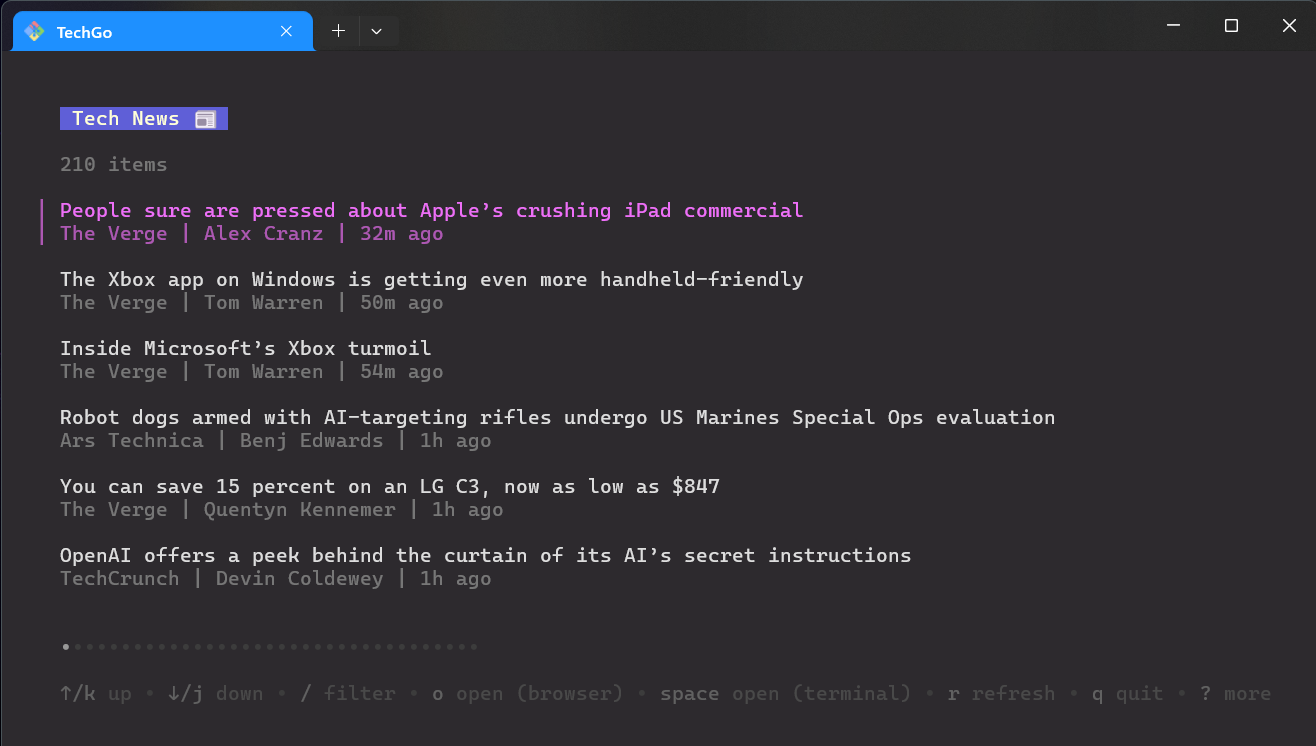 TechGo
Tech News
210 items
People sure are pressed about Apple’s crushing iPad commercial
The Verge | Alex Cranz | 32m ago
The Xbox app on Windows is getting even more handheld-friendly
The Verge | Tom Warren | 50m ago
Inside Microsoft’s Xbox turmoil
The Verge | Tom Warren | 54m ago
Robot dogs armed with AI-targeting rifles undergo US Marines Special Ops evaluation
Ars Technica | Benj Edwards | 1h ago
You can save 15 percent on an LG C3, now as low as $847
The Verge | Quentyn Kennemer | 1h ago
OpenAI offers a peek behind the curtain of its AI’s secret instructions
TechCrunch | Devin Coldewey | 1h ago
↑/k up • ↓/j down • / filter • o open (browser) • space open (terminal) • r refresh • q quit • ? more